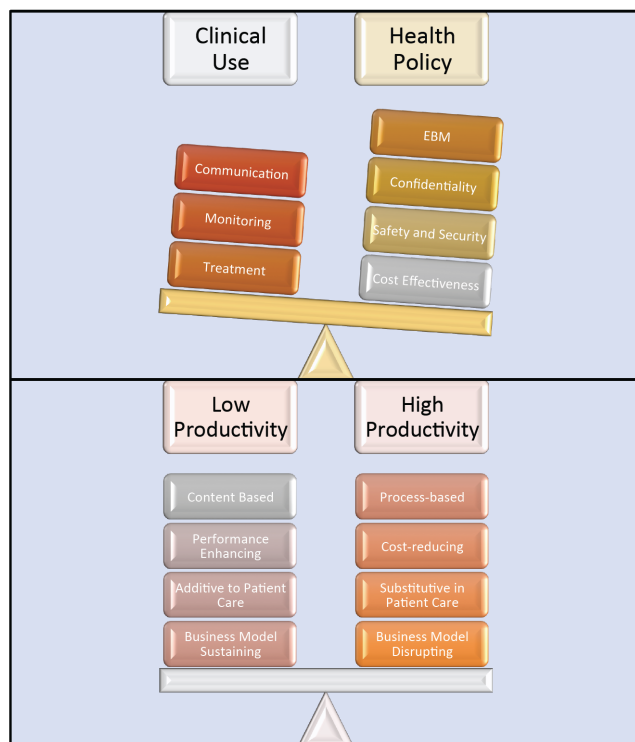 Clinical
Use
Health
Policy
Communication
Monitoring
Treatment
EBM
Confidentiality
Safety and Security
Cost Effectiveness
Low
Productivity
High
Productivity
Content Based
Performance
Enhancing
Additive to Patient
Care
Business Model
Sustaining
Process-based
Cost-reducing
Substitutive in
Patient Care
Business Model
Disrupting